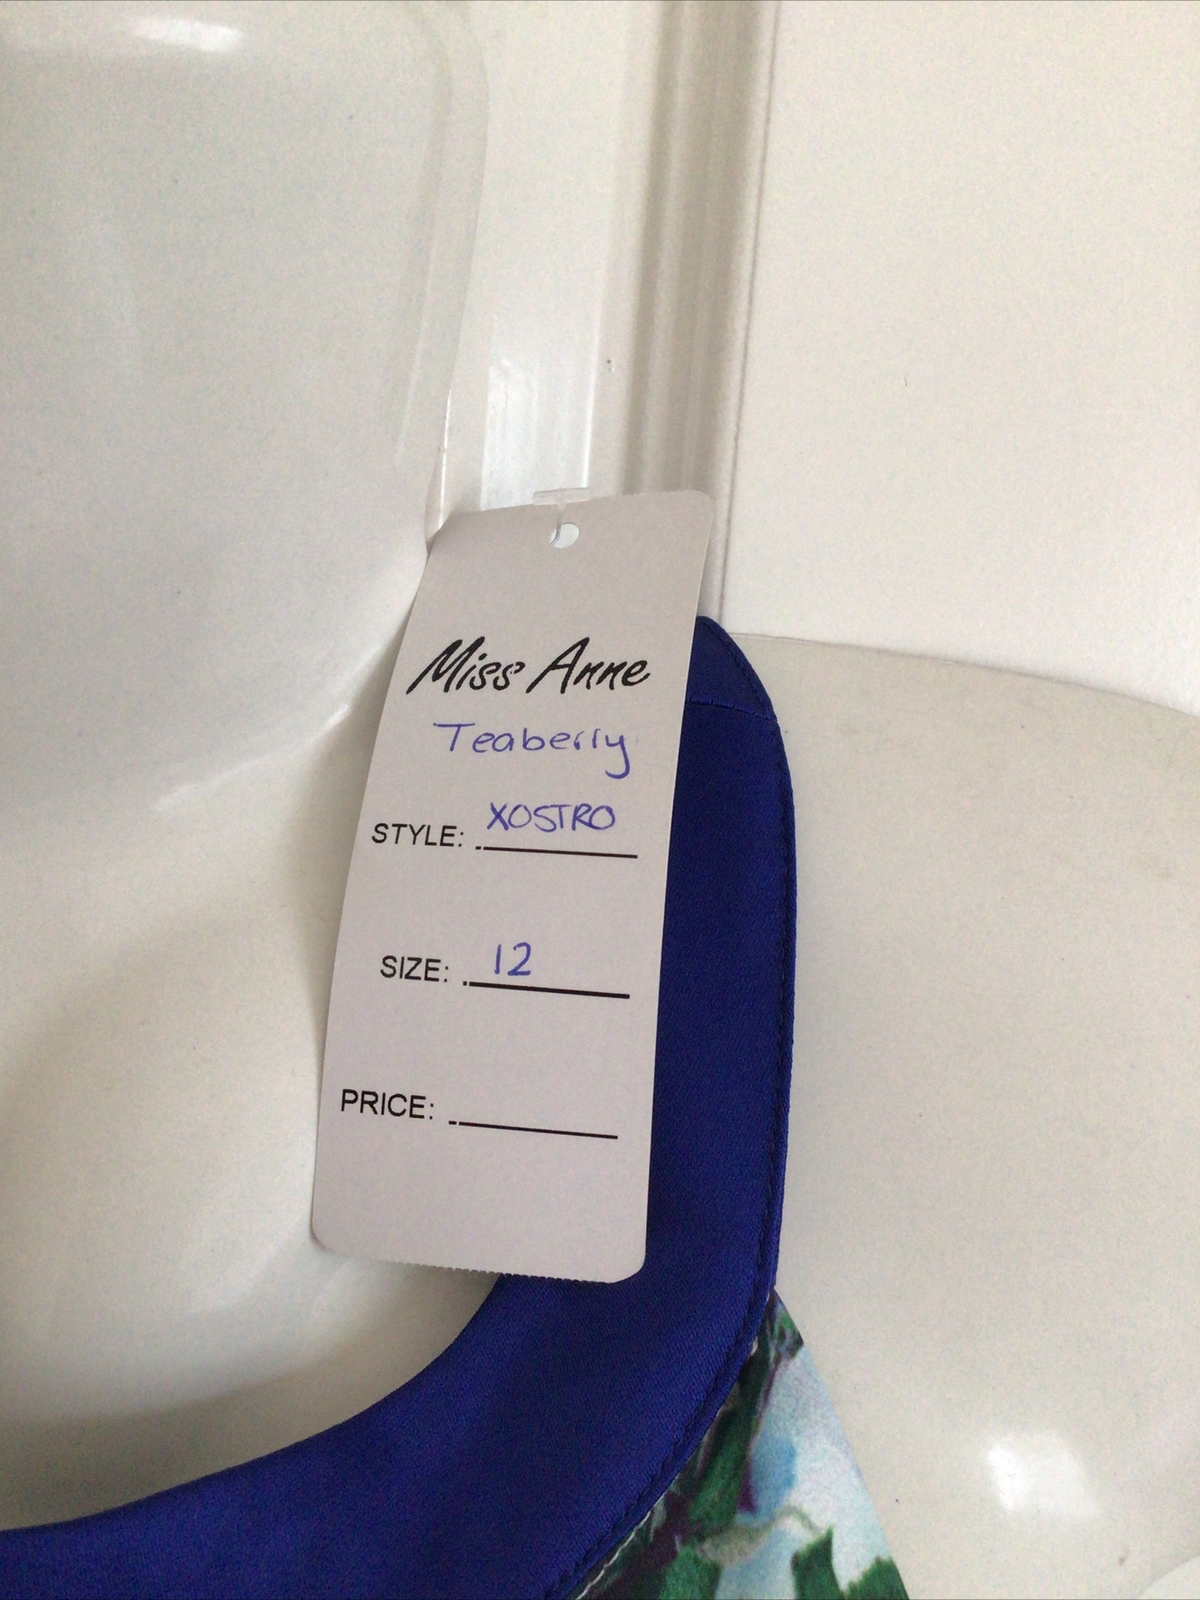 Miss Anne
Teaberry
STYLE: XOSTRO
SIZE: 12
PRICE: